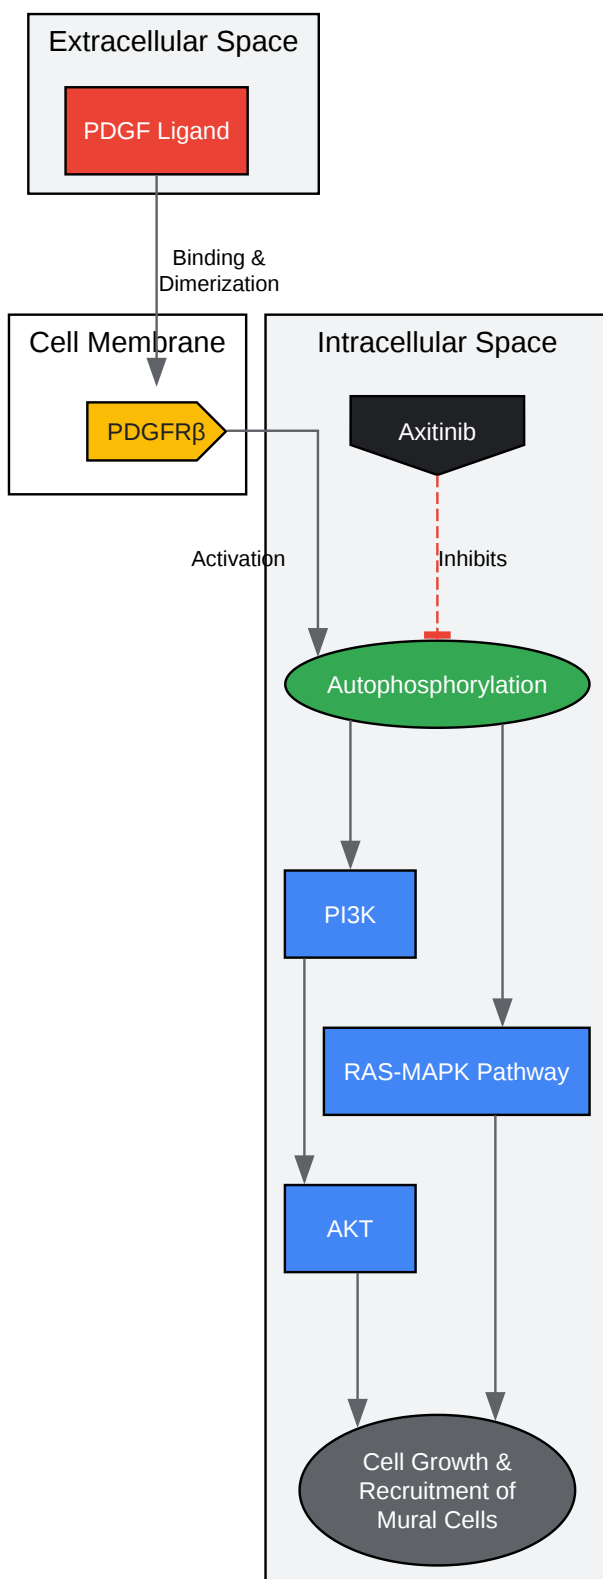 Extracellular Space
PDGF Ligand
Binding &
Dimerization
Cell Membrane
PDGFRβ
Intracellular Space
Axitinib
Activation
Inhibits
Autophosphorylation
PI3K
RAS-MAPK Pathway
AKT
Cell Growth &
Recruitment of
Mural Cells